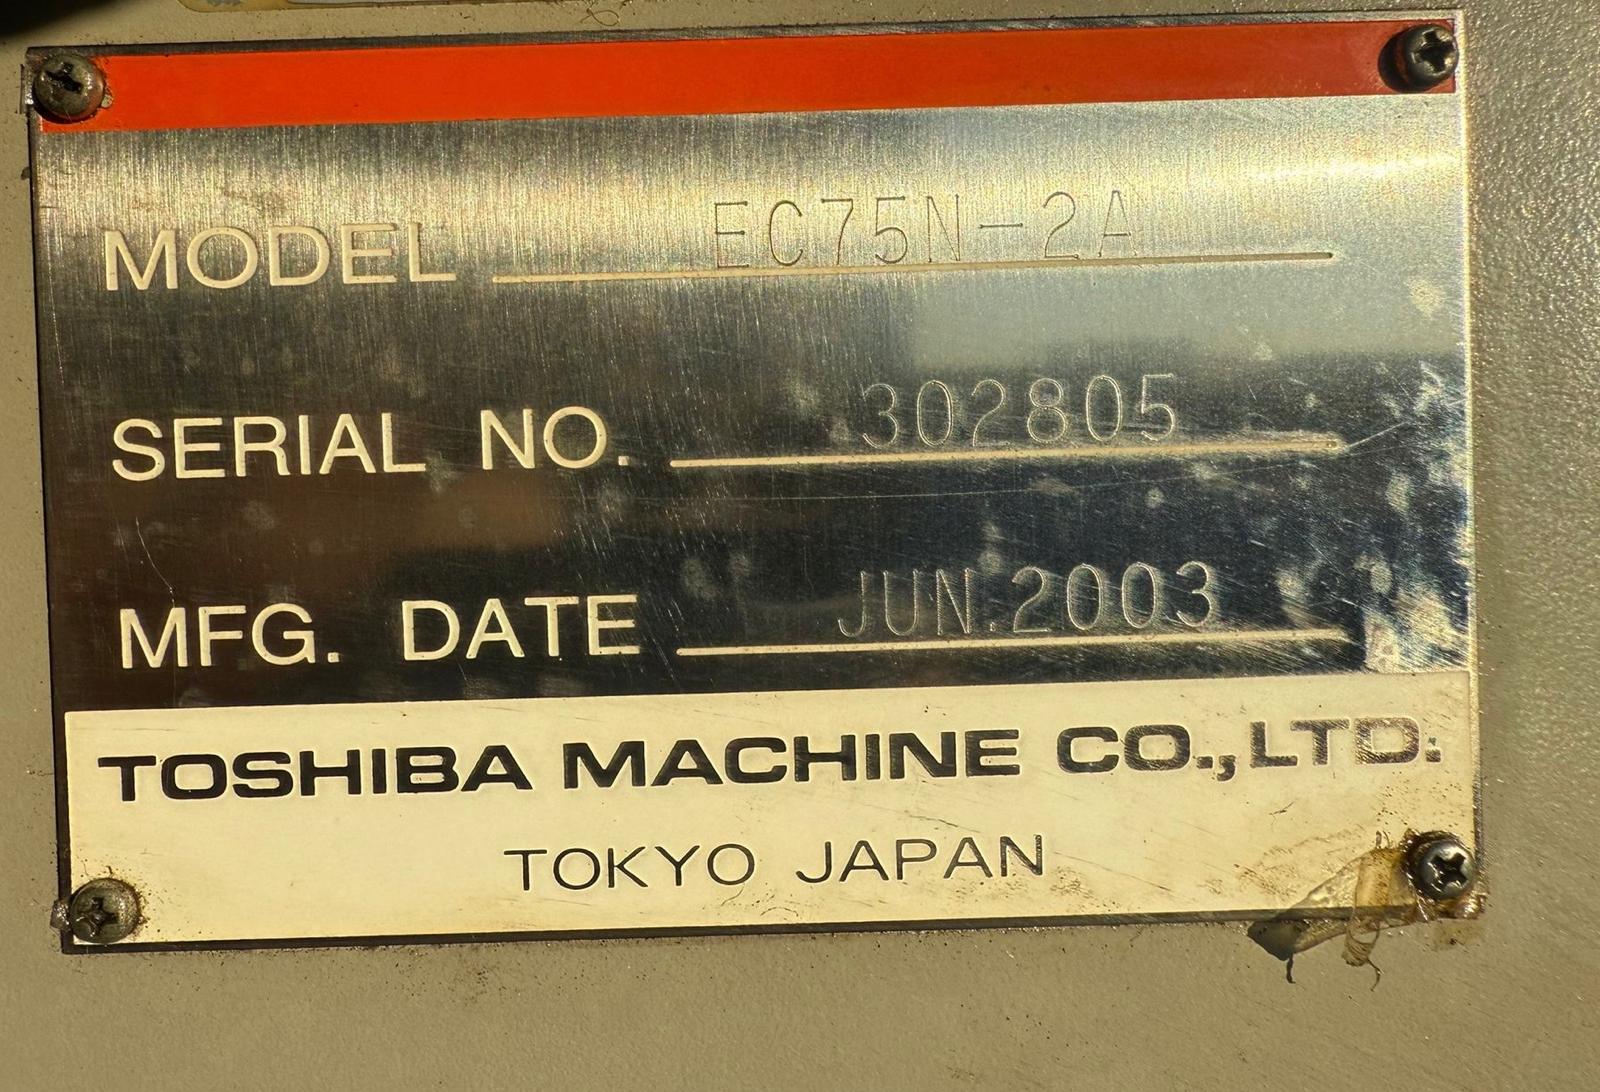 MODEL EC75N-2A
SERIAL NO. 302805
MFG. DATE JUN.2003
TOSHIBA MACHINE CO.,LTD.
TOKYO JAPAN